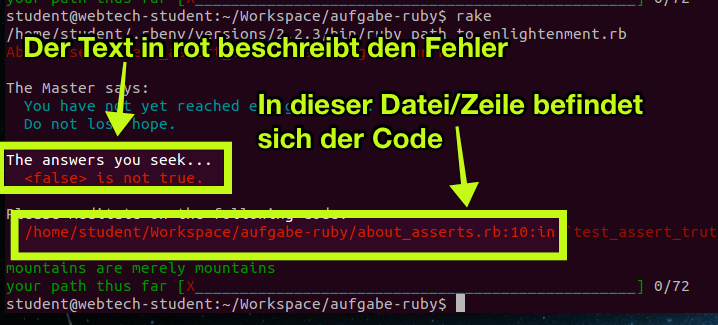 your path thus far [X_________________________________________________] 0/72
student@webtech-student:~/Workspace/aufgabe-ruby$ rake
/home/student/.rbenv/versions/2.2.3/bin/ruby path_to_enlightenment.rb
Der Text in rot beschreibt den Fehler
The Master says:
You have not yet reached
Do not lose hope.
In dieser Datei/Zeile befindet
sich der Code
The answers you seek...
<false> is not true.
Please meditate on the following code:
/home/student/Workspace/aufgabe-ruby/about_asserts.rb:10:in `test_assert_trut
mountains are merely mountains
your path thus far [X_________________________________________________] 0/72
student@webtech-student:~/Workspace/aufgabe-ruby$